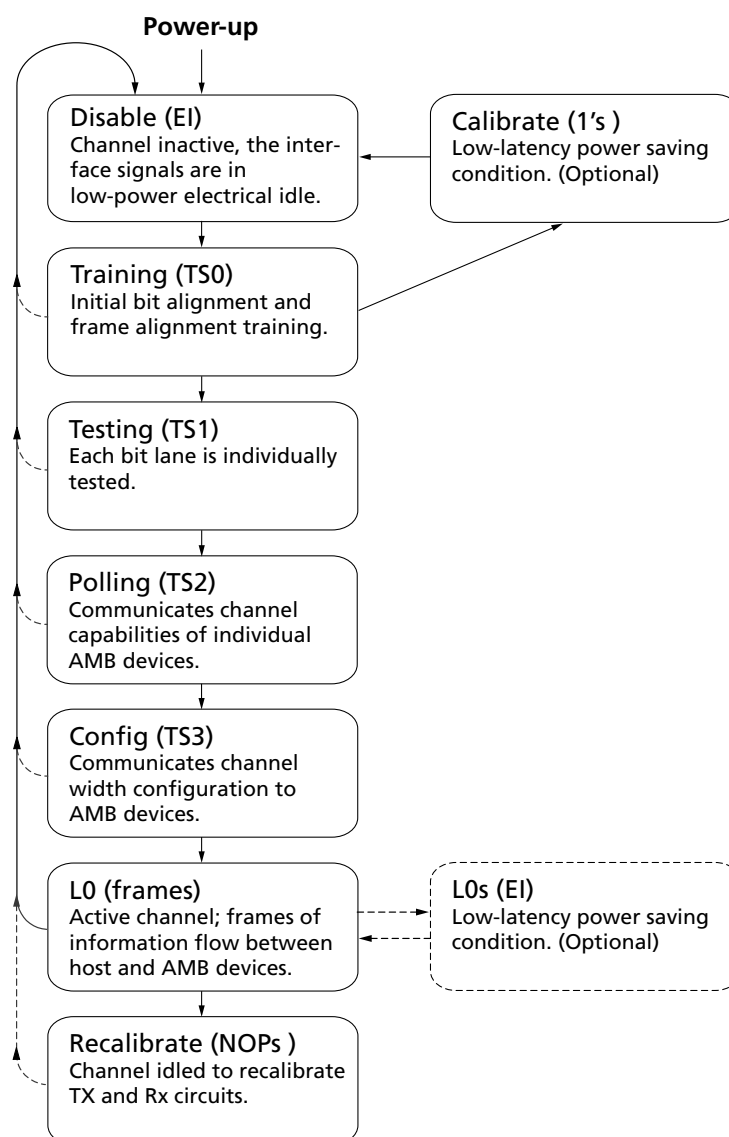 Power-up
Disable (EI)
Channel inactive, the inter-
face signals are in
low-power electrical idle.
Calibrate (1's )
Low-latency power saving
condition. (Optional)
Training (TS0)
Initial bit alignment and
frame alignment training.
Testing (TS1)
Each bit lane is individually
tested.
Polling (TS2)
Communicates channel
capabilities of individual
AMB devices.
Config (TS3)
Communicates channel
width configuration to
AMB devices.
L0 (frames)
Active channel; frames of
information flow between
host and AMB devices.
L0s (EI)
Low-latency power saving
condition. (Optional)
Recalibrate (NOPs )
Channel idled to recalibrate
TX and Rx circuits.